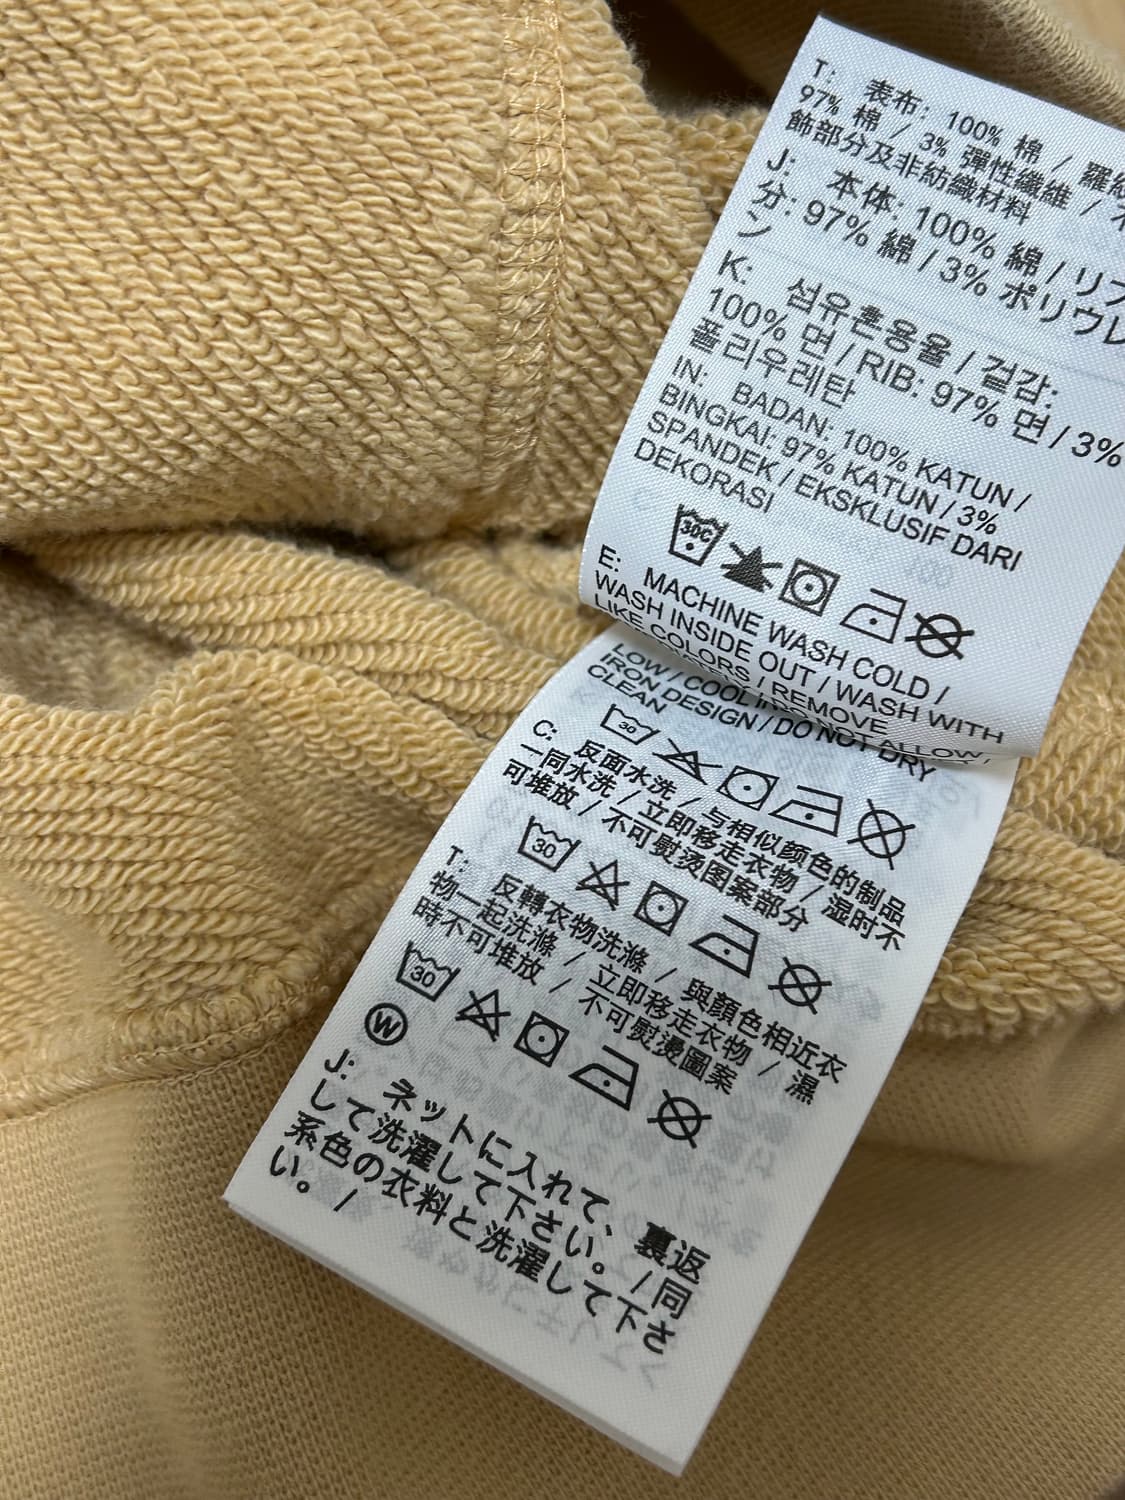 T: 表布: 100% 棉 / 羅紋
97% 棉 / 3% 彈性纖維 / 不
飾部分及非紡織材料
J: 本体: 100% 綿 / リブ
分: 97% 綿 / 3% ポリウレ
ン
K: 섬유혼용율 / 겉감:
100% 면 / RIB: 97% 면 / 3%
폴리우레탄
IN: BADAN: 100% KATUN /
BINGKAI: 97% KATUN / 3%
SPANDEK / EKSKLUSIF DARI
DEKORASI
30C
E: MACHINE WASH COLD /
WASH INSIDE OUT / WASH WITH
LIKE COLORS / REMOVE
LOW / COOL
IRON DESIGN / DO NOT DRY
CLEAN
30
C: 反面水洗 / 与相似颜色的制品
一同水洗 / 立即移走衣物 / 湿时不
可堆放 / 不可熨烫图案部分
30
T: 反轉衣物洗滌 / 與顏色相近衣
物一起洗滌 / 立即移走衣物 / 濕
時不可堆放 / 不可熨燙圖案
30
W
J: ネットに入れて、裏返
して洗濯して下さい。/同
系色の衣料と洗濯して下さ
い。/